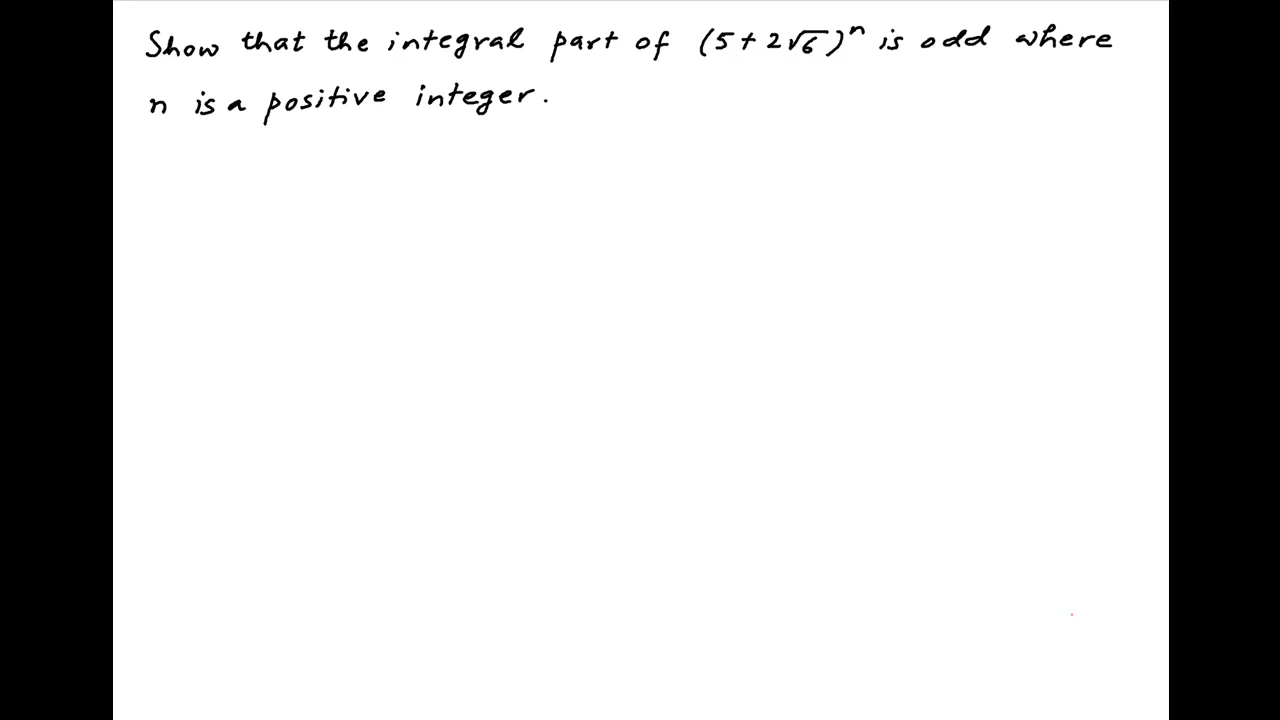 Show that the integral part of (5+2√6)ⁿ is odd where
n is a positive integer.